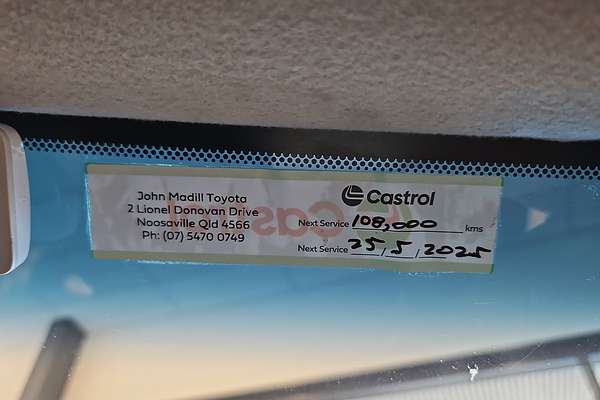 John Madill Toyota
2 Lionel Donovan Drive
Noosaville Qld 4566
Ph: (07) 5470 0749
Castrol
Next Service 108,000 kms
Next Service 25/5/2025